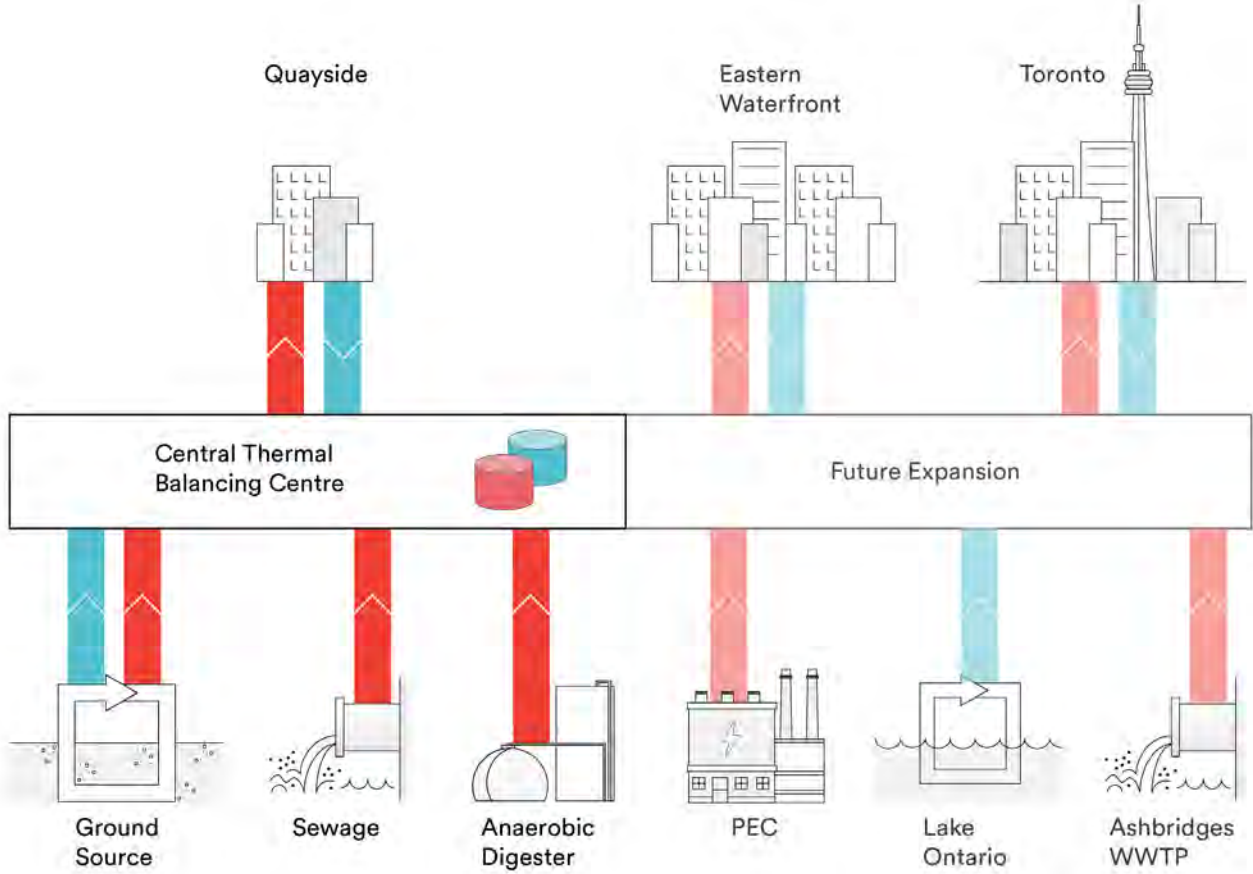 Quayside
Eastern
Waterfront
Toronto
Central Thermal
Balancing Centre
Future Expansion
Ground
Source
Sewage
Anaerobic
Digester
PEC
Lake
Ontario
Ashbridges
WWTP